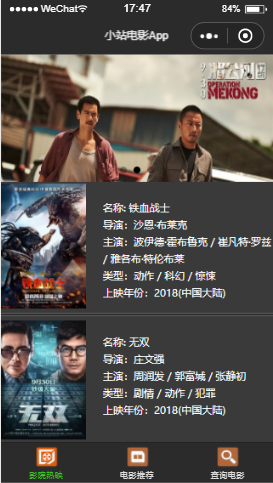 WeChat
17:47
84%
小站电影App
OPERATION
MEKONG
名称: 铁血战士
导演: 沙恩·布莱克
主演: 波伊德·霍布鲁克 / 崔凡特·罗兹
/ 雅各布·特伦布莱
类型: 动作 / 科幻 / 惊悚
上映年份: 2018(中国大陆)
铁血战士
名称: 无双
导演: 庄文强
主演: 周润发 / 郭富城 / 张静初
类型: 剧情 / 动作 / 犯罪
上映年份: 2018(中国大陆)
无双
影院热映
电影推荐
查询电影